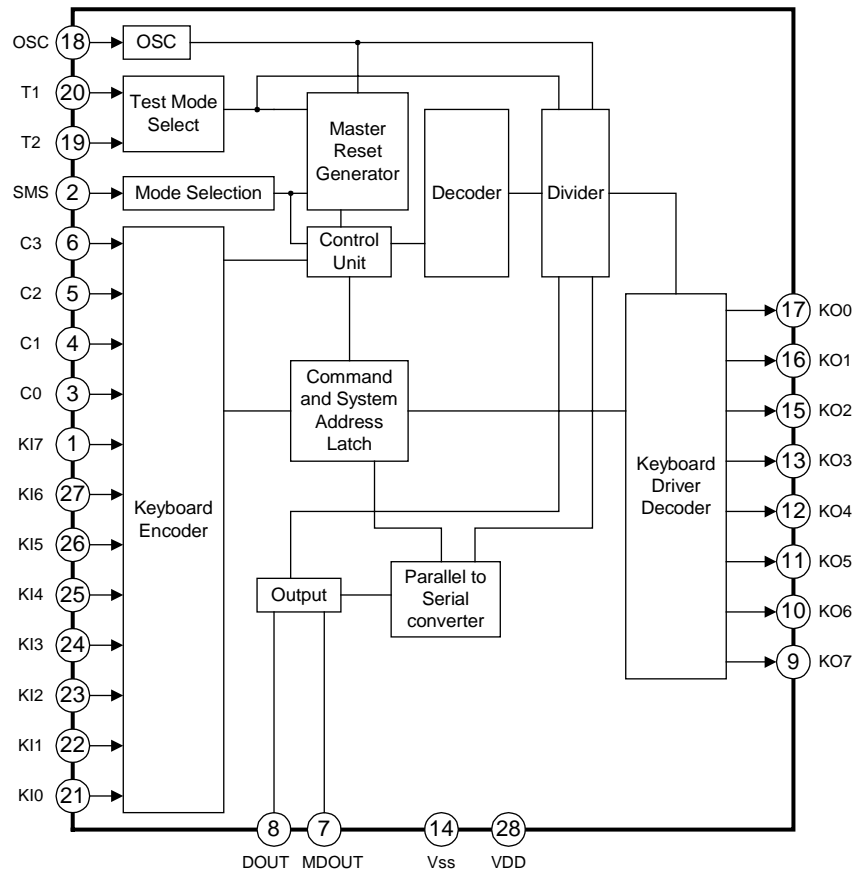 OSC 18 OSC
T1 20
Test Mode
Select
T2 19
SMS 2 Mode Selection
Master
Reset
Generator
Decoder
Divider
Control
Unit
C3 6
C2 5
C1 4
C0 3
KI7 1
KI6 27
KI5 26
KI4 25
KI3 24
KI2 23
KI1 22
KI0 21
Keyboard
Encoder
Command
and System
Address
Latch
Output
Parallel to
Serial
converter
Keyboard
Driver
Decoder
17 KO0
16 KO1
15 KO2
13 KO3
12 KO4
11 KO5
10 KO6
9 KO7
8 7 14 28
DOUT MDOUT Vss VDD